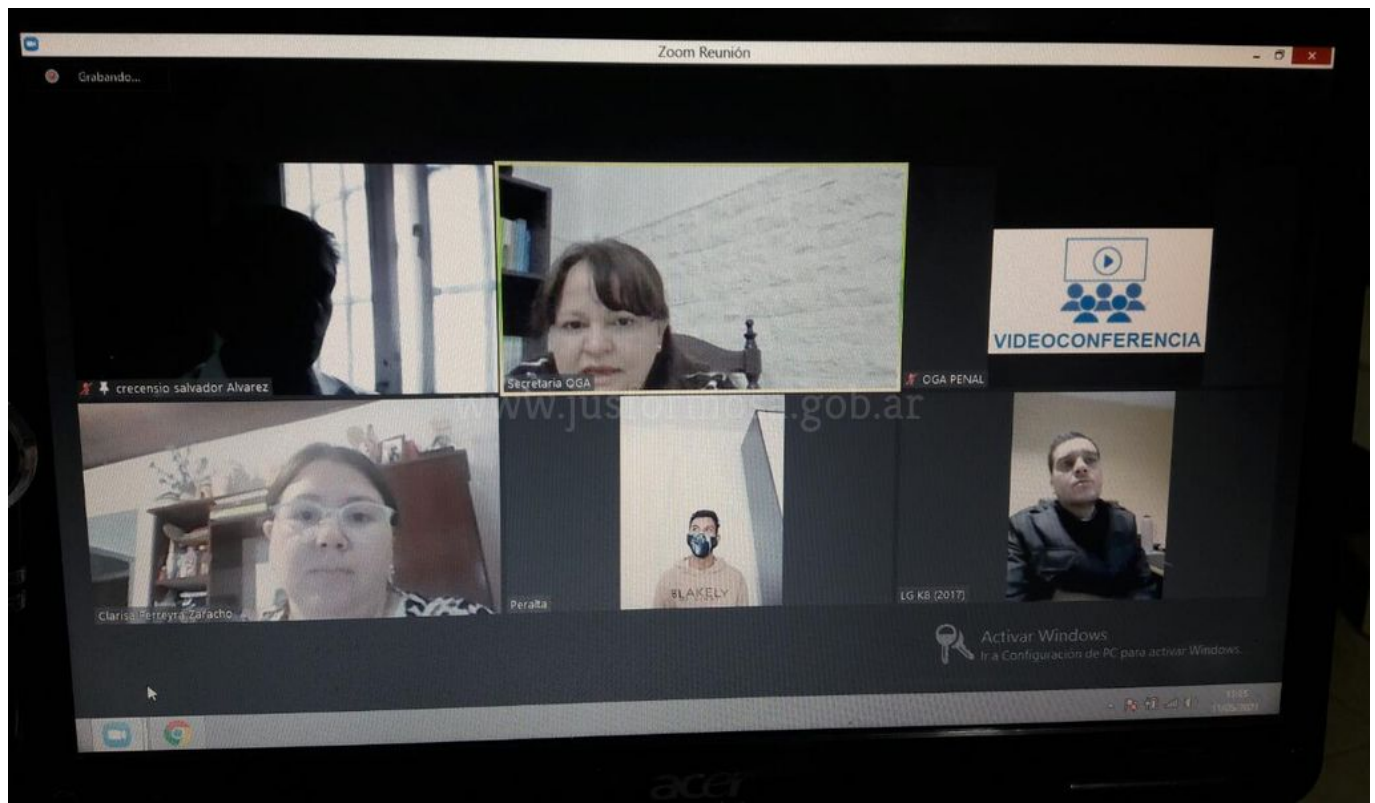 Zoom Reunión
Grabando...
crecensio salvador Alvarez
Secretaria OGA
VIDEOCONFERENCIA
OGA PENAL
www.jusformosa.gob.ar
Clarisa Perreyra Zaracho
Peralta
BLAKELY
LG K8 (2017)
Activar Windows
Ir a Configuración de PC para activar Windows.
acer